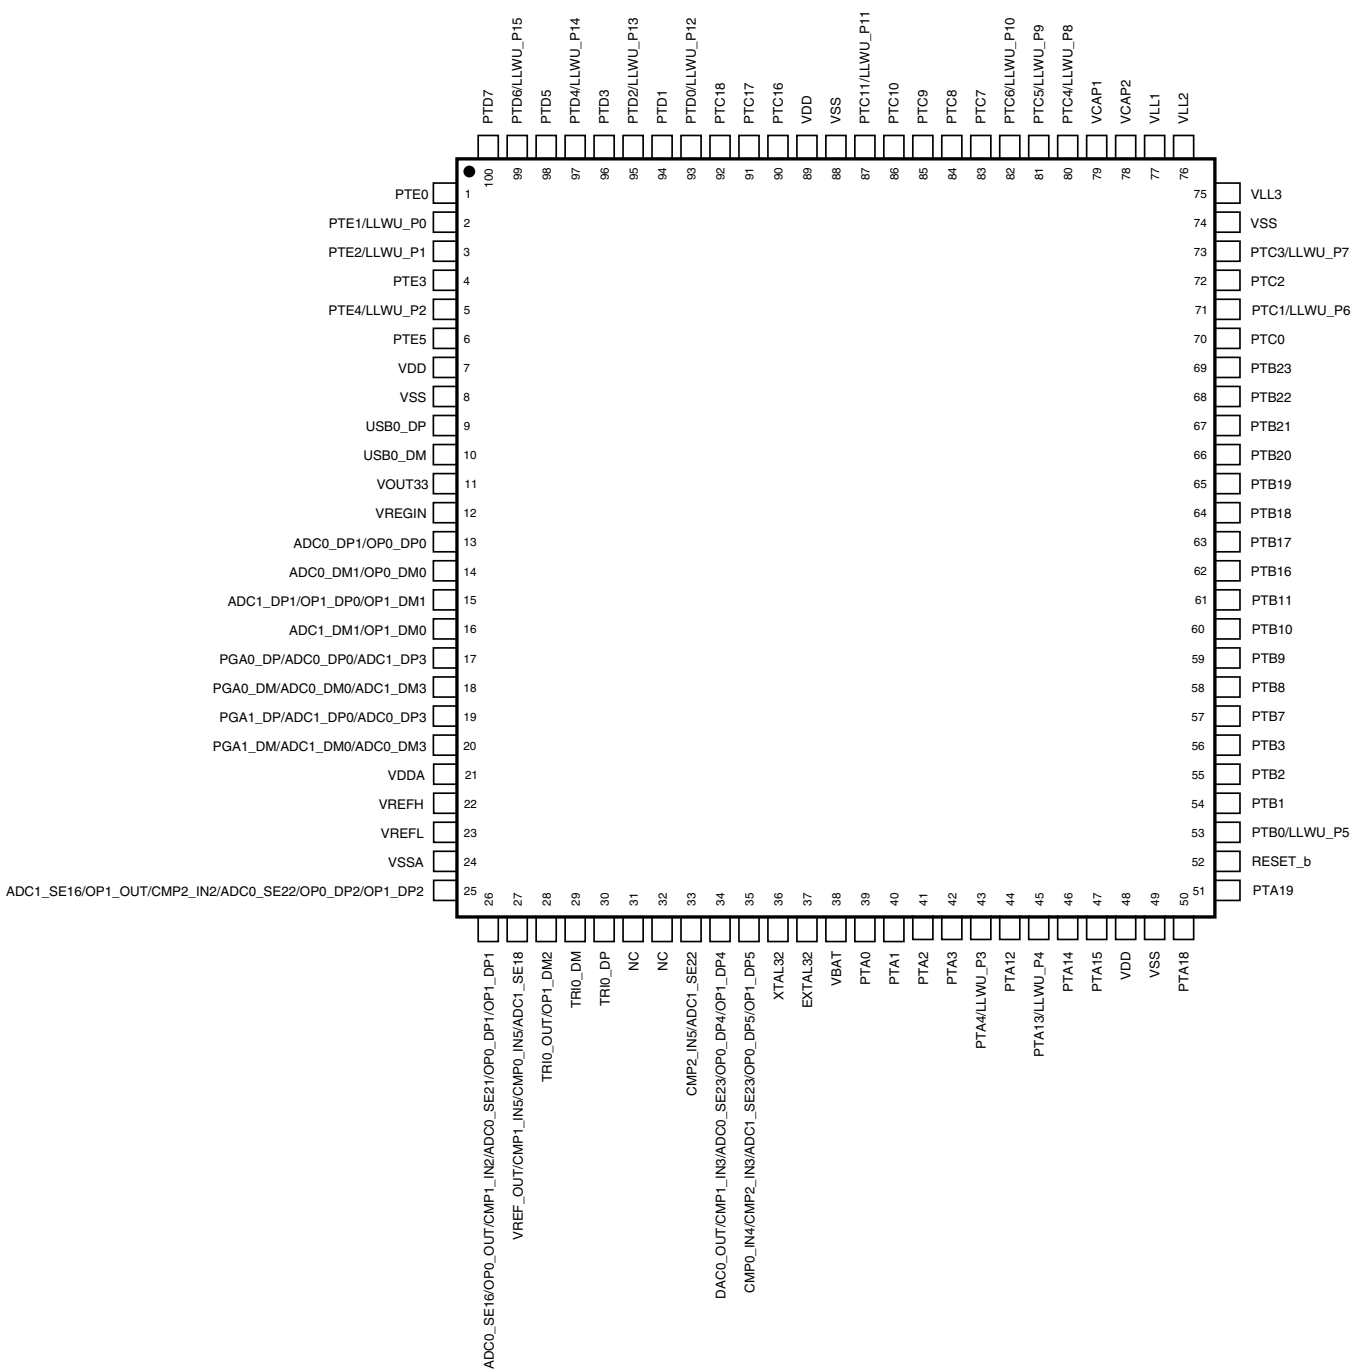 PTD7
PTD6/LLWU_P15
PTD5
PTD4/LLWU_P14
PTD3
PTD2/LLWU_P13
PTD1
PTD0/LLWU_P12
PTC18
PTC17
PTC16
VDD
VSS
PTC11/LLWU_P11
PTC10
PTC9
PTC8
PTC7
PTC6/LLWU_P10
PTC5/LLWU_P9
PTC4/LLWU_P8
VCAP1
VCAP2
VLL1
VLL2
100
99
98
97
96
95
94
93
92
91
90
89
88
87
86
85
84
83
82
81
80
79
78
77
76
PTE0 1
PTE1/LLWU_P0 2
PTE2/LLWU_P1 3
PTE3 4
PTE4/LLWU_P2 5
PTE5 6
VDD 7
VSS 8
USB0_DP 9
USB0_DM 10
VOUT33 11
VREGIN 12
ADC0_DP1/OP0_DP0 13
ADC0_DM1/OP0_DM0 14
ADC1_DP1/OP1_DP0/OP1_DM1 15
ADC1_DM1/OP1_DM0 16
PGA0_DP/ADC0_DP0/ADC1_DP3 17
PGA0_DM/ADC0_DM0/ADC1_DM3 18
PGA1_DP/ADC1_DP0/ADC0_DP3 19
PGA1_DM/ADC1_DM0/ADC0_DM3 20
VDDA 21
VREFH 22
VREFL 23
VSSA 24
ADC1_SE16/OP1_OUT/CMP2_IN2/ADC0_SE22/OP0_DP2/OP1_DP2 25
75 VLL3
74 VSS
73 PTC3/LLWU_P7
72 PTC2
71 PTC1/LLWU_P6
70 PTC0
69 PTB23
68 PTB22
67 PTB21
66 PTB20
65 PTB19
64 PTB18
63 PTB17
62 PTB16
61 PTB11
60 PTB10
59 PTB9
58 PTB8
57 PTB7
56 PTB3
55 PTB2
54 PTB1
53 PTB0/LLWU_P5
52 RESET_b
51 PTA19
26
27
28
29
30
31
32
33
34
35
36
37
38
39
40
41
42
43
44
45
46
47
48
49
50
ADC0_SE16/OP0_OUT/CMP1_IN2/ADC0_SE21/OP0_DP1/OP1_DP1
VREF_OUT/CMP1_IN5/CMP0_IN5/ADC1_SE18
TRI0_OUT/OP1_DM2
TRI0_DM
TRI0_DP
NC
NC
CMP2_IN5/ADC1_SE22
DAC0_OUT/CMP1_IN3/ADC0_SE23/OP0_DP4/OP1_DP4
CMP0_IN4/CMP2_IN3/ADC1_SE23/OP0_DP5/OP1_DP5
XTAL32
EXTAL32
VBAT
PTA0
PTA1
PTA2
PTA3
PTA4/LLWU_P3
PTA12
PTA13/LLWU_P4
PTA14
PTA15
VDD
VSS
PTA18